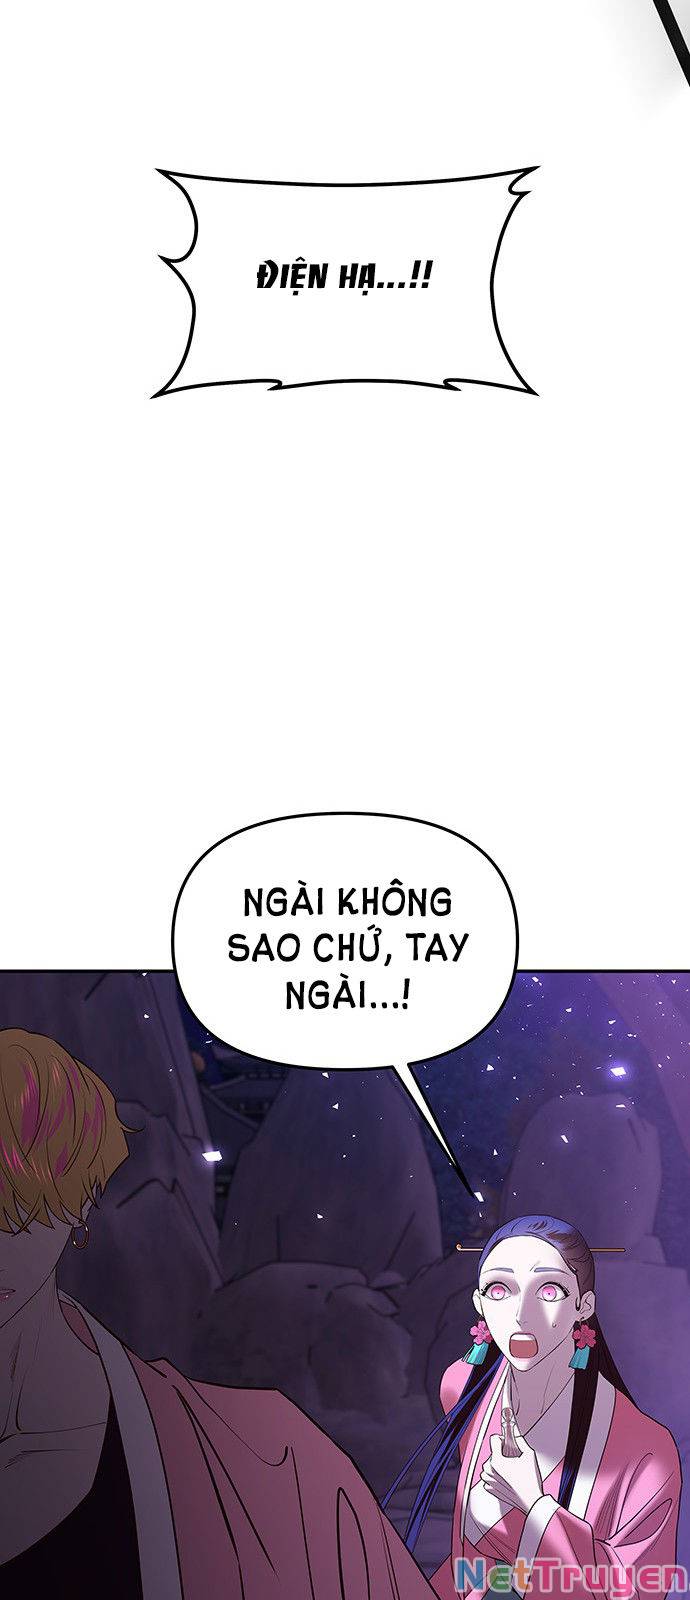 ĐIỆN HẠ...!!
NGÀI KHÔNG
SAO CHỨ, TAY
NGÀI...!
NetTruyen